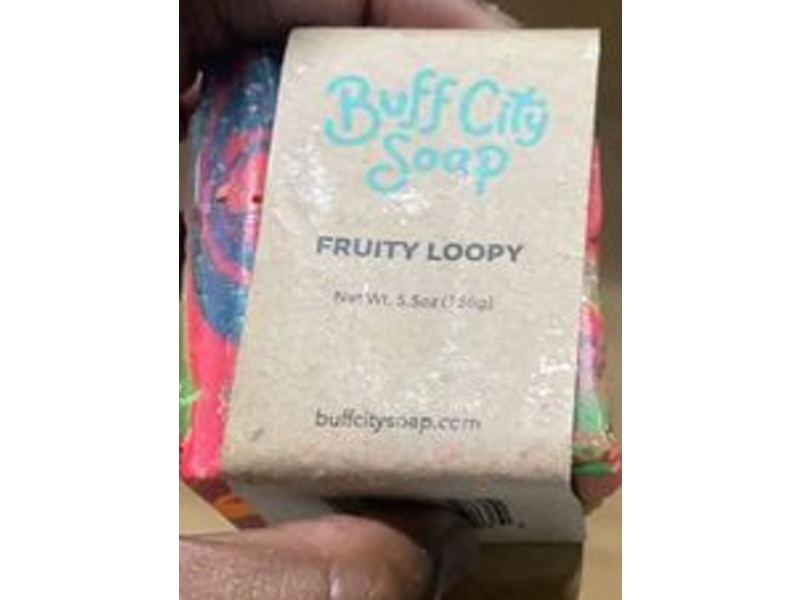 Buff City
Soap
FRUITY LOOPY
Net Wt. 5.5oz (156g)
buffcitysoap.com